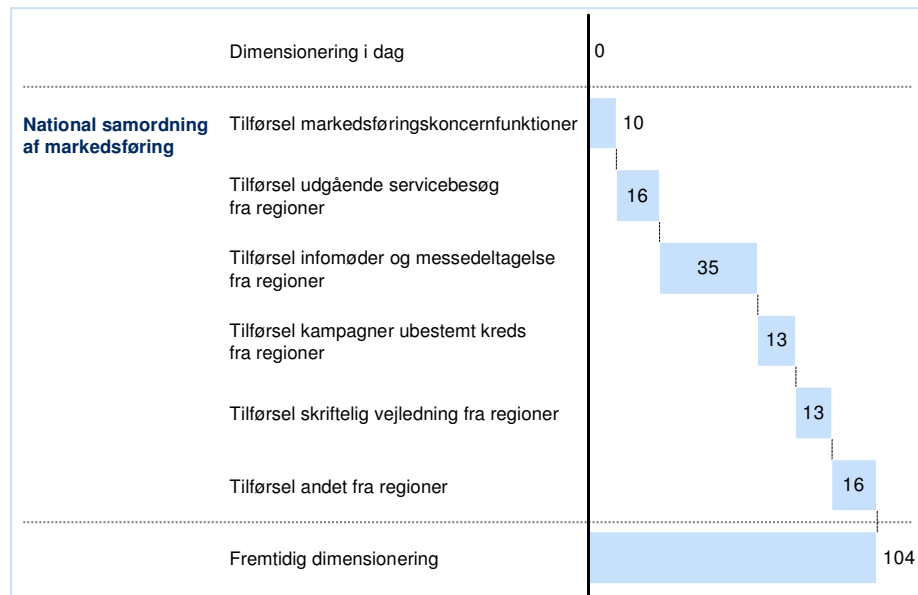 Dimensionering i dag
0
National samordning
af markedsføring
Tilførsel markedsføringskoncernfunktioner
10
Tilførsel udgående servicebesøg
fra regioner
16
Tilførsel infomøder og messedeltagelse
fra regioner
35
Tilførsel kampagner ubestemt kreds
fra regioner
13
Tilførsel skriftelig vejledning fra regioner
13
Tilførsel andet fra regioner
16
Fremtidig dimensionering
104